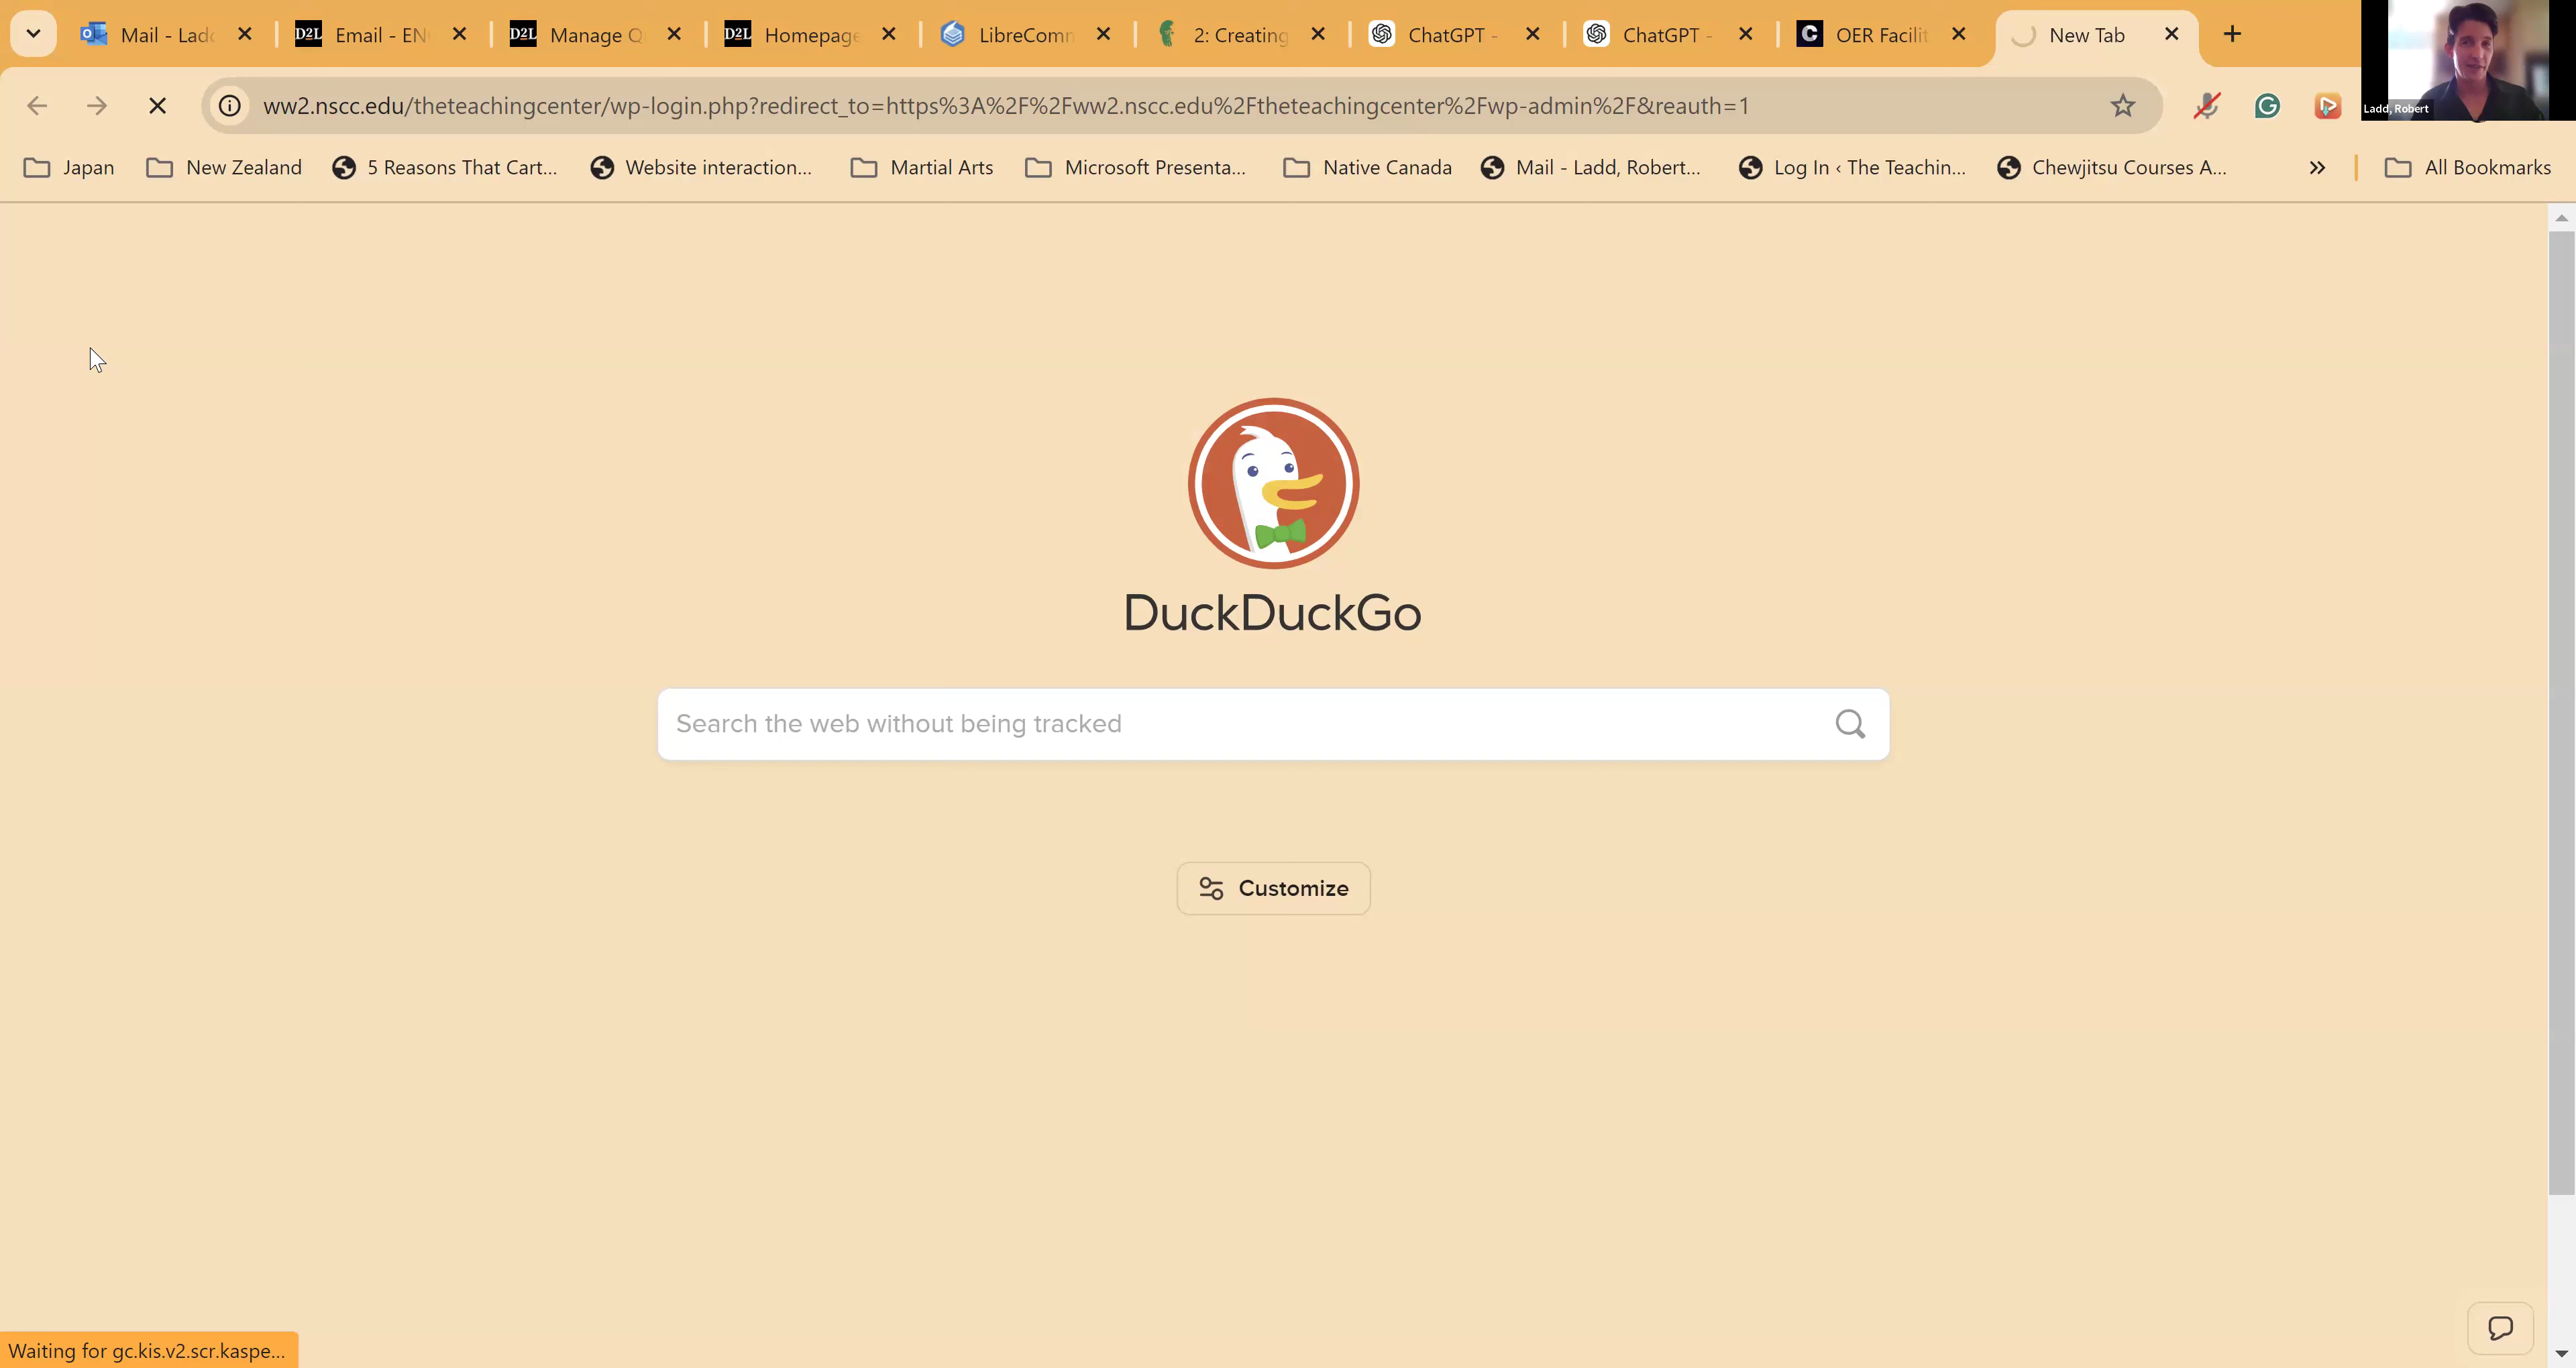 Mail - Ladd
Email - EN
Manage Q
Homepage
LibreComm
2: Creating
ChatGPT -
ChatGPT -
OER Facilit
New Tab
ww2.nscc.edu/theteachingcenter/wp-login.php?redirect_to=https%3A%2F%2Fww2.nscc.edu%2Ftheteachingcenter%2Fwp-admin%2F&reauth=1
Ladd, Robert
Japan
New Zealand
5 Reasons That Cart...
Website interaction...
Martial Arts
Microsoft Presenta...
Native Canada
Mail - Ladd, Robert...
Log In ‹ The Teachin...
Chewjitsu Courses A...
All Bookmarks
DuckDuckGo
Search the web without being tracked
Customize
Waiting for gc.kis.v2.scr.kaspe...